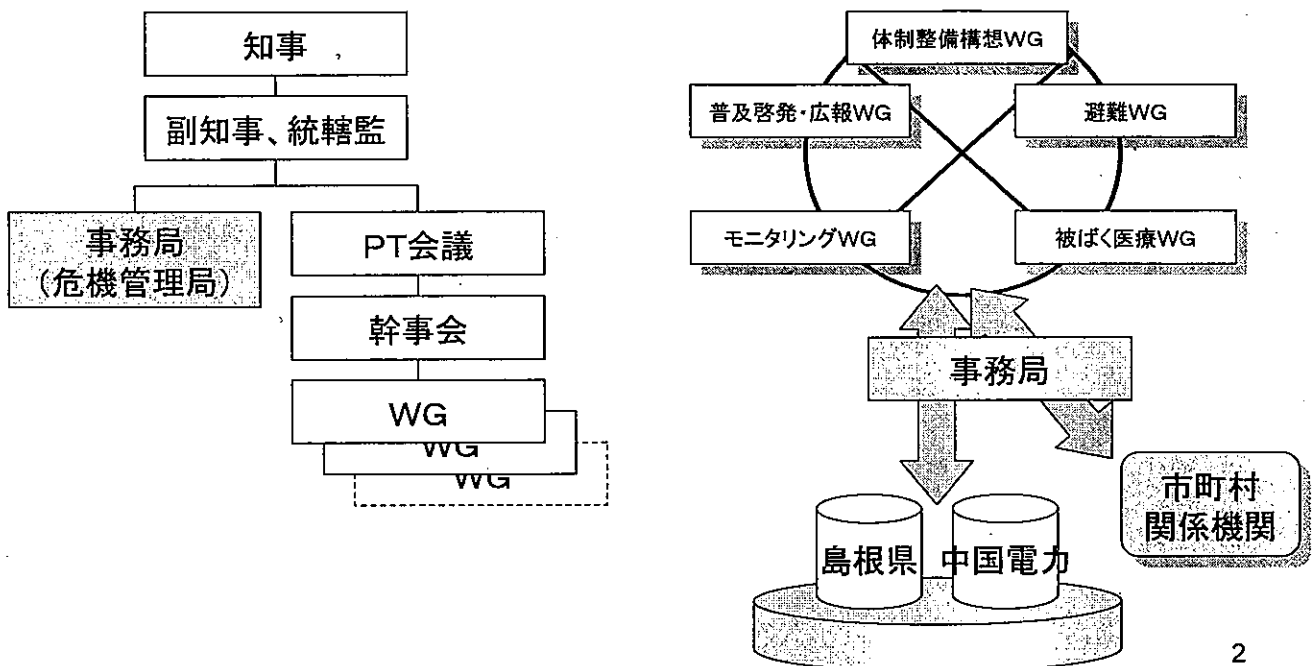 知事
副知事、統轄監
事務局
(危機管理局)
PT会議
幹事会
WG
WG
WG
体制整備構想WG
普及啓発・広報WG
避難WG
モニタリングWG
被ばく医療WG
事務局
市町村
関係機関
島根県
中国電力
2